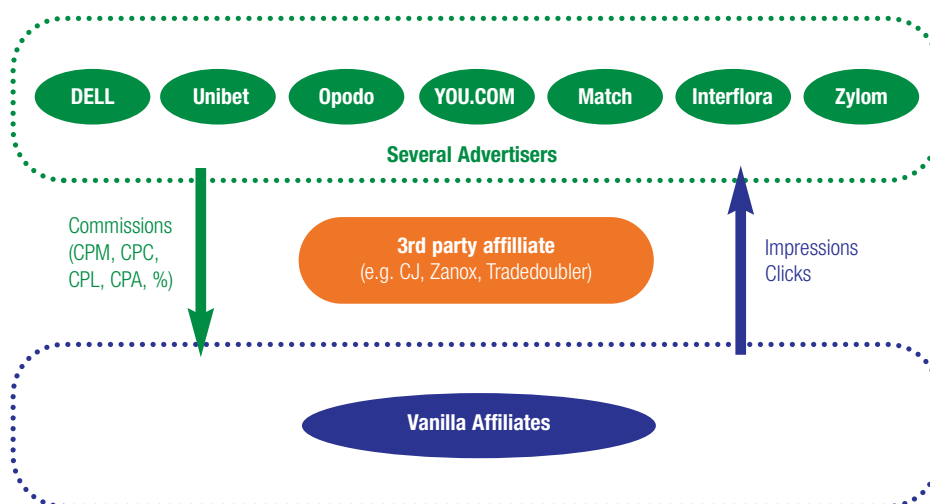 DELL
Unibet
Opodo
YOU.COM
Match
Interflora
Zylom
Several Advertisers
Commissions
(CPM, CPC,
CPL, CPA, %)
3rd party affilliate
(e.g. CJ, Zanox, Tradedoubler)
Impressions
Clicks
Vanilla Affiliates